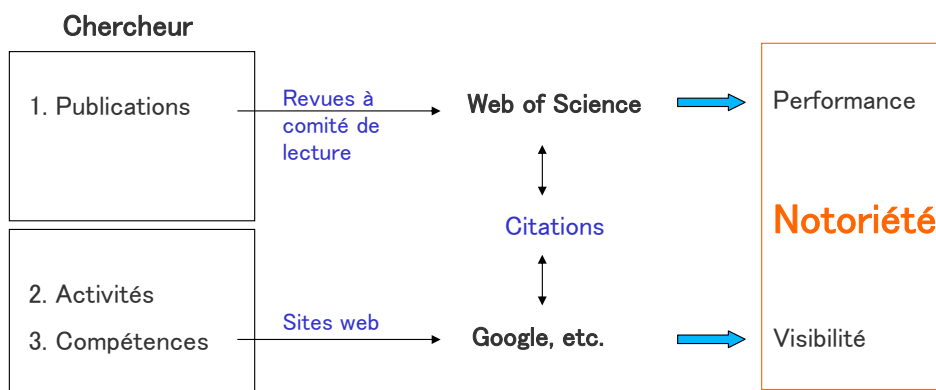 Chercheur
1. Publications
Revues à
comité de
lecture
Web of Science
Performance
Citations
Notoriété
2. Activités
3. Compétences
Sites web
Google, etc.
Visibilité